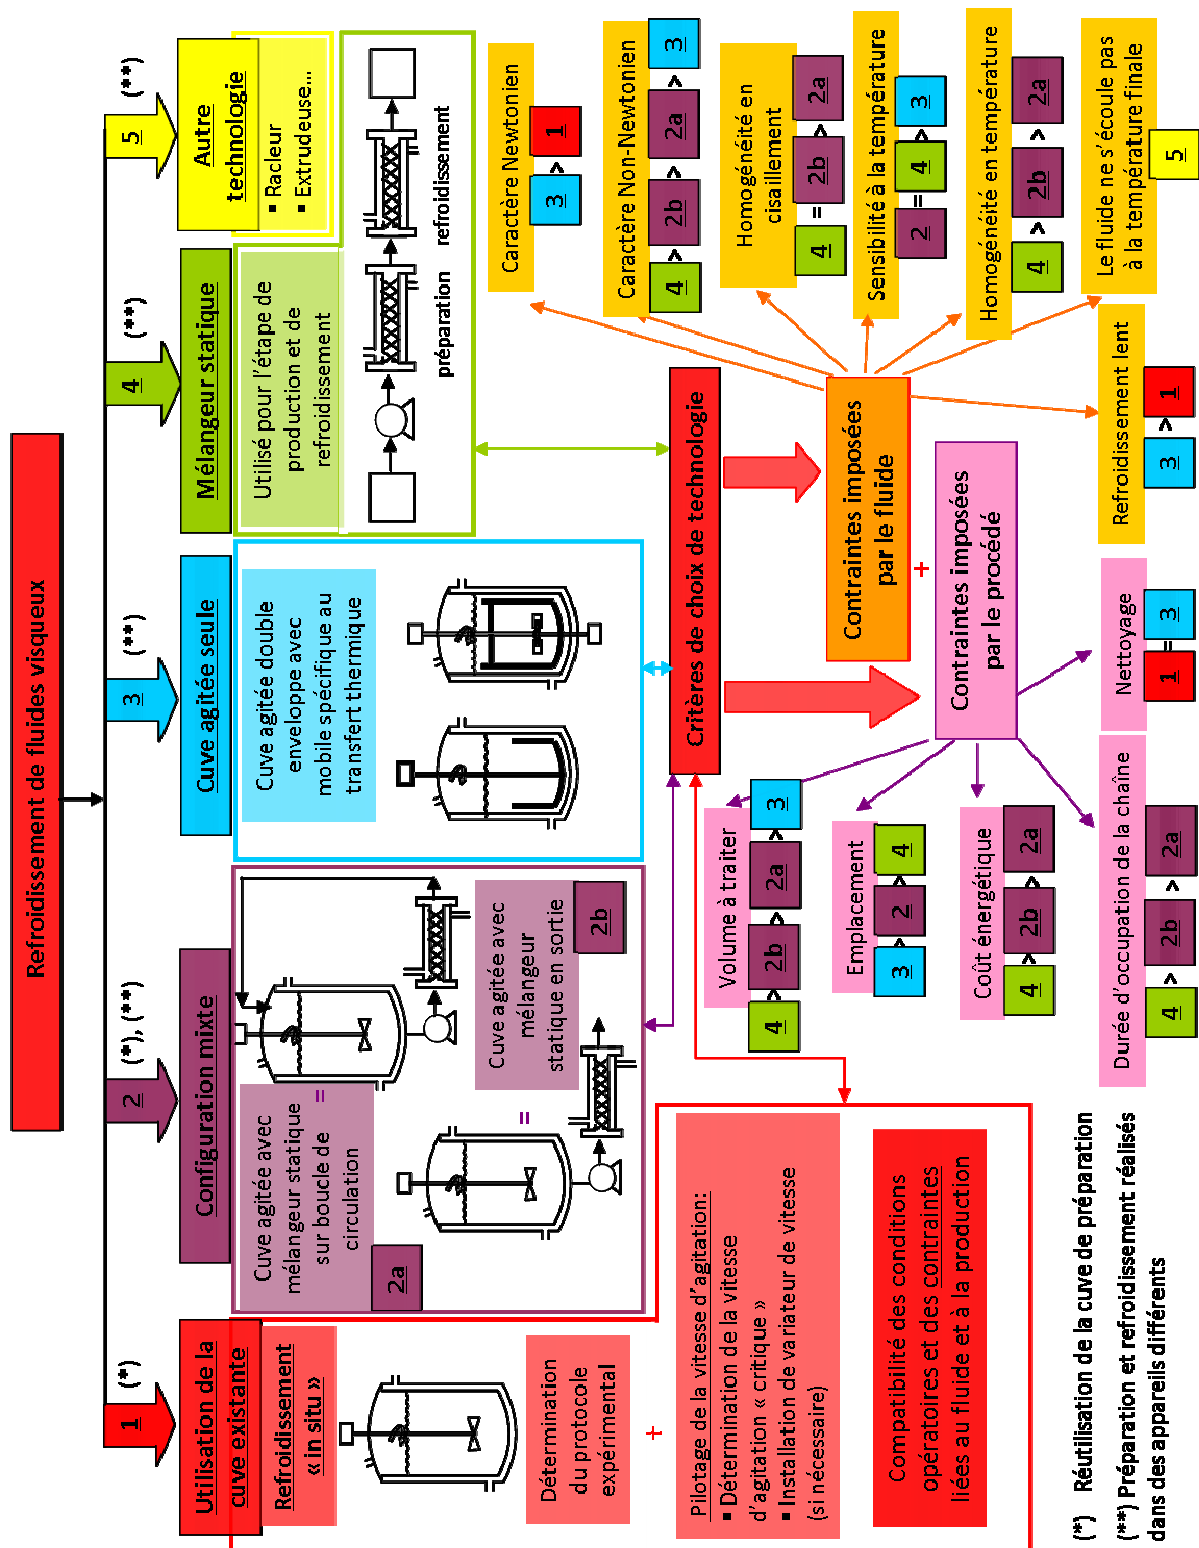 Refroidissement de fluides visqueux
1
(*)
2
(*), (**)
3
(**)
4
(**)
5
(**)
Utilisation de la
cuve existante
Refroidissement
« in situ »
Détermination
du protocole
expérimental
+
Pilotage de la vitesse d’agitation:
▪ Détermination de la vitesse
d’agitation « critique »
▪ Installation de variateur de vitesse
(si nécessaire)
Compatibilité des conditions
opératoires et des contraintes
liées au fluide et à la production
Configuration mixte
Cuve agitée avec
mélangeur statique
sur boucle de
circulation
=
2a
Cuve agitée avec
mélangeur
statique en sortie
=
2b
Cuve agitée seule
Cuve agitée double
enveloppe avec
mobile spécifique au
transfert thermique
Mélangeur statique
Utilisé pour l’étape de
production et de
refroidissement
préparation
refroidissement
Autre
technologie
▪ Racleur
▪ Extrudeuse...
Critères de choix de technologie
Contraintes imposées
par le fluide
+
Contraintes imposées
par le procédé
Caractère Newtonien
3 > 1
Caractère Non-Newtonien
4 > 2b > 2a > 3
Homogénéité en
cisaillement
4 = 2b > 2a
Sensibilité à la température
2 = 4 > 3
Homogénéité en température
4 > 2b > 2a
Le fluide ne s’écoule pas
à la température finale
5
Refroidissement lent
3 > 1
Volume à traiter
4 > 2b > 2a > 3
Emplacement
3 > 2 > 4
Coût énergétique
4 > 2b > 2a
Durée d’occupation de la chaîne
4 > 2b > 2a
Nettoyage
1 = 3
(*) Réutilisation de la cuve de préparation
(**) Préparation et refroidissement réalisés
dans des appareils différents